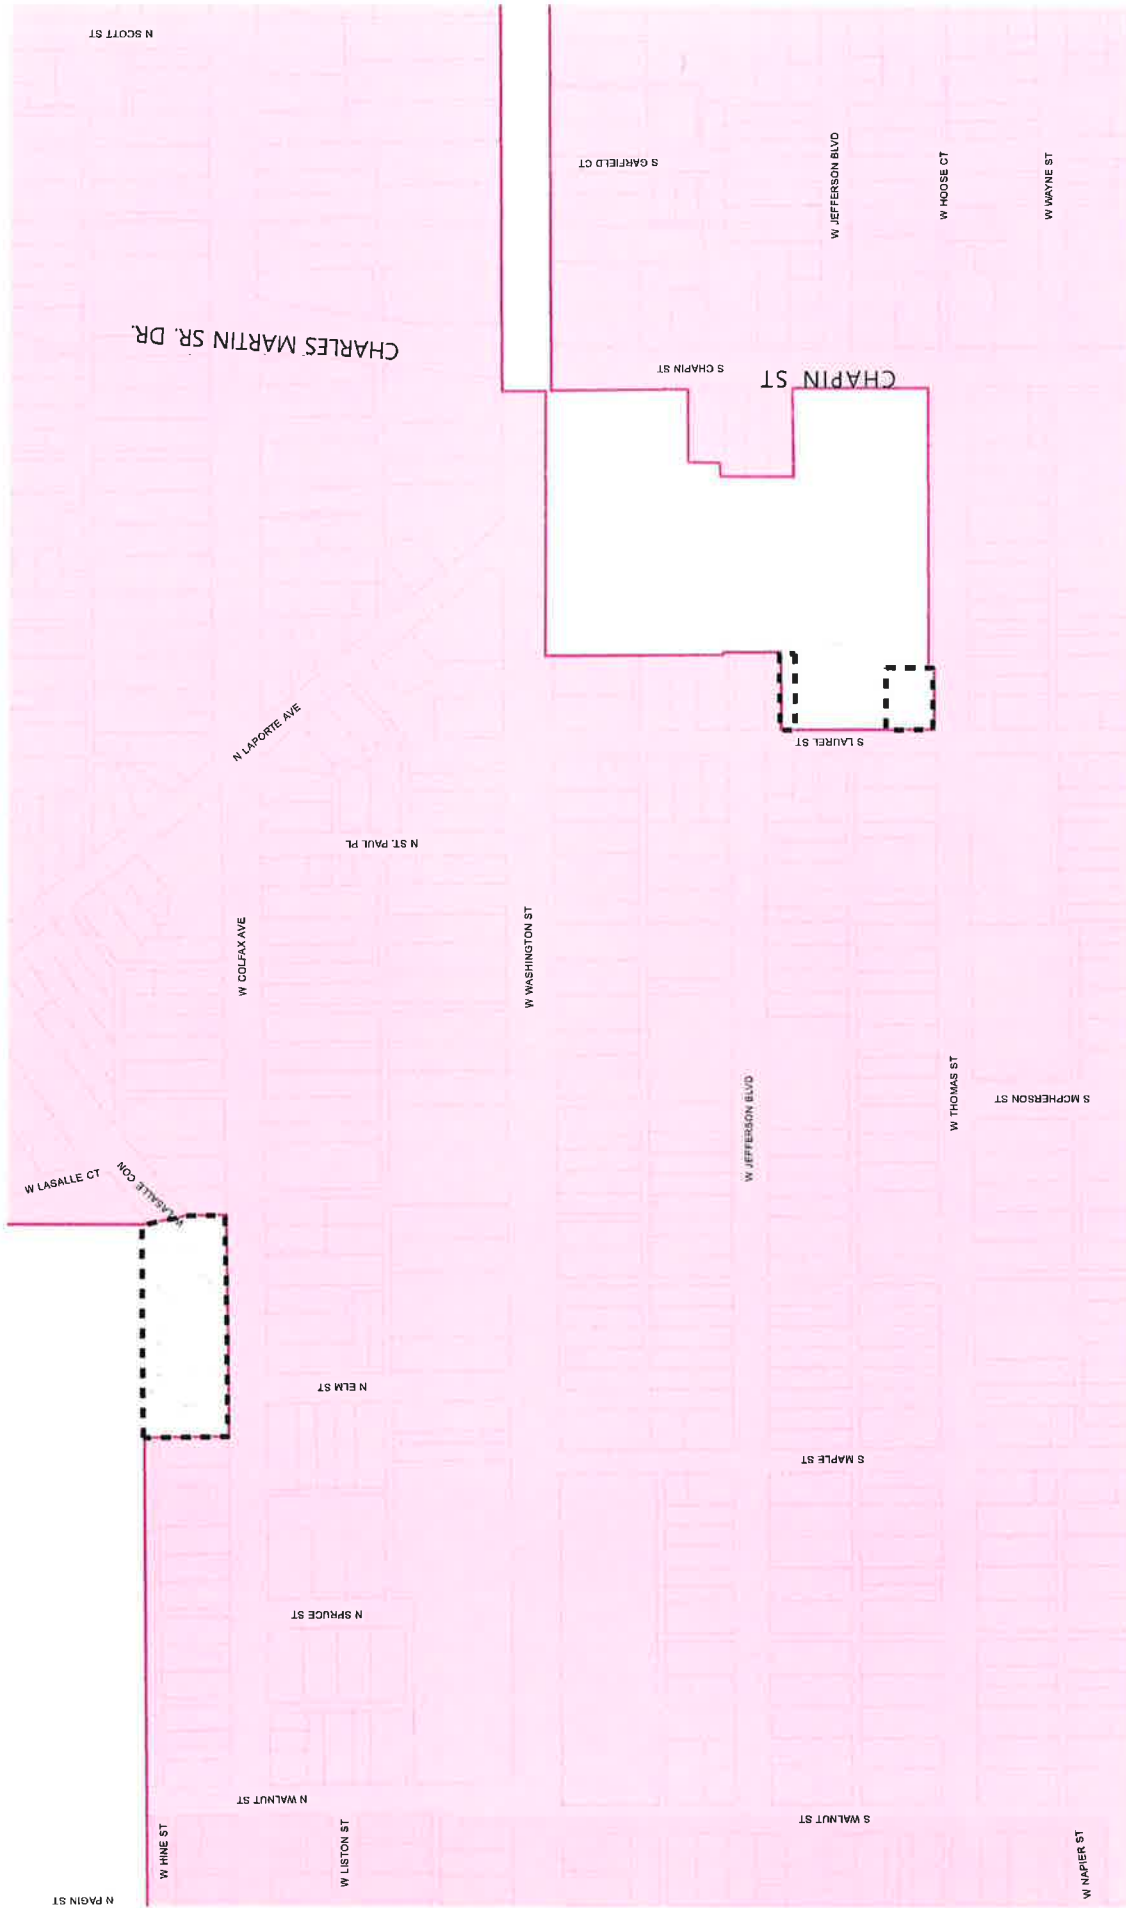 N SCOTT ST
S GARFIELD CT
W JEFFERSON BLVD
W HOOSE CT
W WAYNE ST
CHARLES MARTIN SR. DR.
S CHAPIN ST
CHAPIN ST
N LAPORTE AVE
S LAUREL ST
N ST. PAUL PL
W COLFAX AVE
W WASHINGTON ST
W THOMAS ST
S MCPHERSON ST
W JEFFERSON BLVD
W LASALLE CT
W LASALLE CON
N ELM ST
S MAPLE ST
N SPRUCE ST
N WALNUT ST
S WALNUT ST
W HINE ST
W LISTON ST
W NAPIER ST
N PAGIN ST